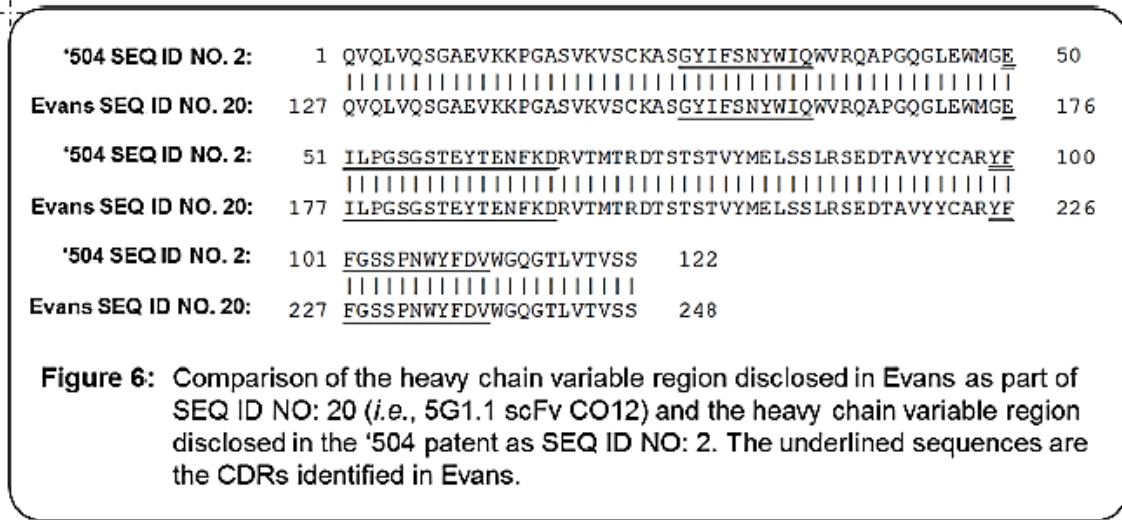 '504 SEQ ID NO. 2: 1 QVQLVQSGAEVKKPGASVKVSCKASGYIFSNYWIQWVRQAPGQGLEWMGE 50
||||||||||||||||||||||||||||||||||||||||||||||||||
Evans SEQ ID NO. 20: 127 QVQLVQSGAEVKKPGASVKVSCKASGYIFSNYWIQWVRQAPGQGLEWMGE 176
'504 SEQ ID NO. 2: 51 ILPGSGSTEYTENFKDRVTMTRDTSTSTVYMELSSLRSEDTAVYYCARYF 100
||||||||||||||||||||||||||||||||||||||||||||||||||
Evans SEQ ID NO. 20: 177 ILPGSGSTEYTENFKDRVTMTRDTSTSTVYMELSSLRSEDTAVYYCARYF 226
'504 SEQ ID NO. 2: 101 FGSSPNWYFDVWGQGTLVTVSS 122
||||||||||||||||||||||
Evans SEQ ID NO. 20: 227 FGSSPNWYFDVWGQGTLVTVSS 248
Figure 6: Comparison of the heavy chain variable region disclosed in Evans as part of
SEQ ID NO: 20 (i.e., 5G1.1 scFv CO12) and the heavy chain variable region
disclosed in the '504 patent as SEQ ID NO: 2. The underlined sequences are
the CDRs identified in Evans.